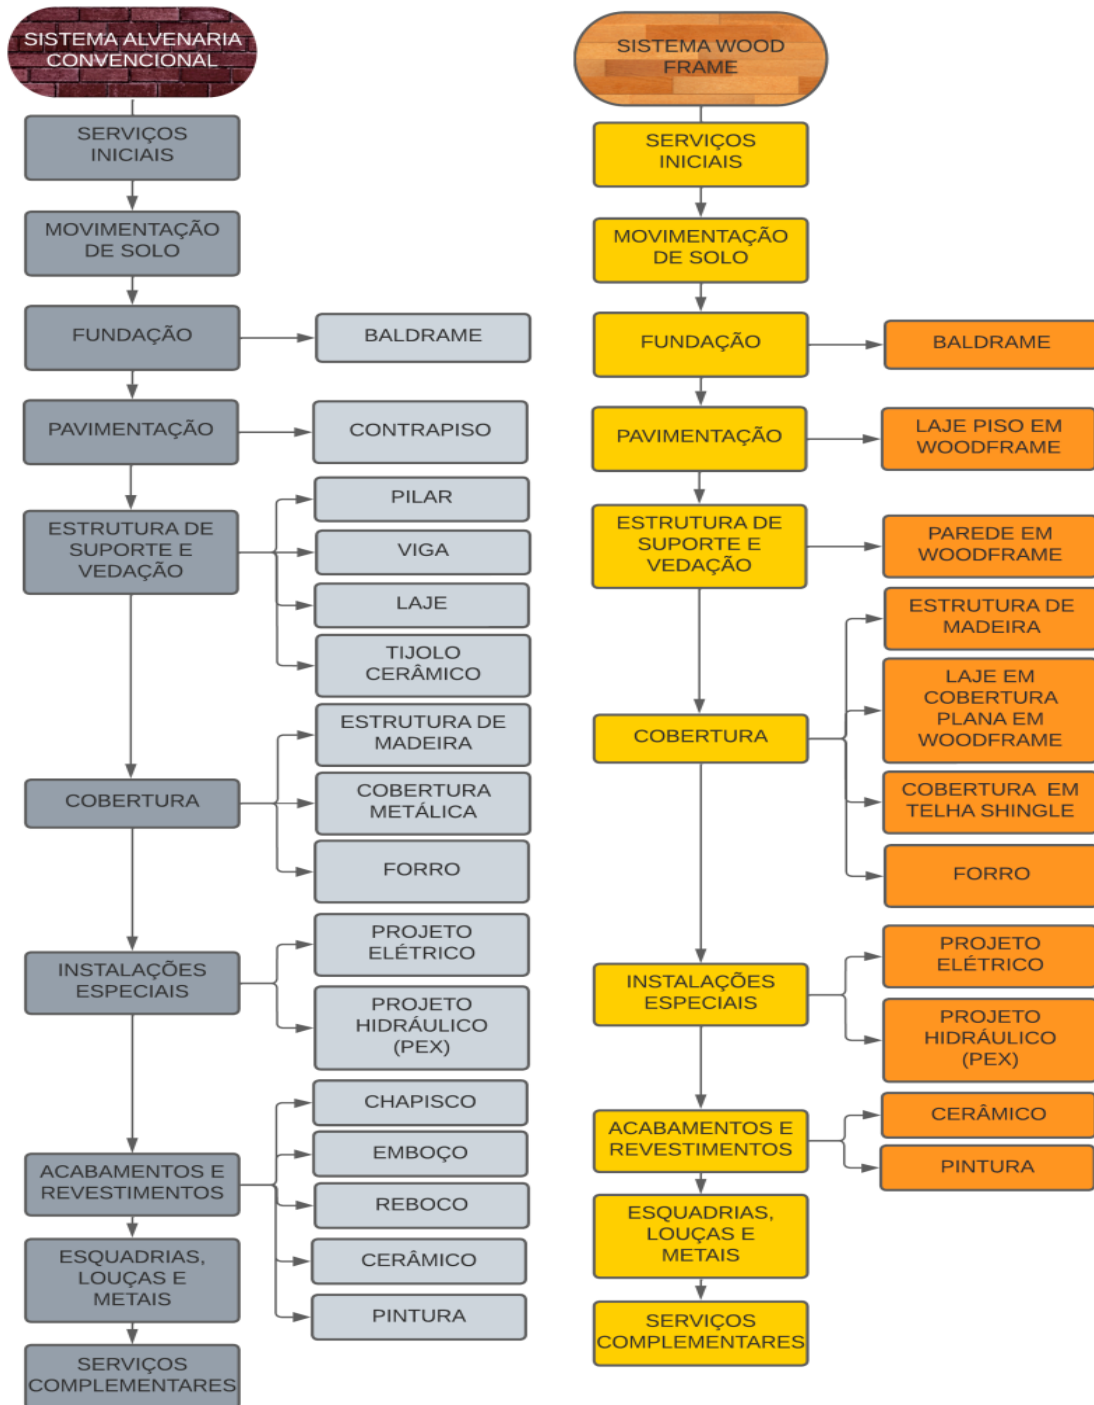 SISTEMA ALVENARIA
CONVENCIONAL
SERVIÇOS
INICIAIS
MOVIMENTAÇÃO
DE SOLO
FUNDAÇÃO
BALDRAME
PAVIMENTAÇÃO
CONTRAPISO
ESTRUTURA DE
SUPORTE E
VEDAÇÃO
PILAR
VIGA
LAJE
TIJOLO
CERÂMICO
COBERTURA
ESTRUTURA DE
MADEIRA
COBERTURA
METÁLICA
FORRO
INSTALAÇÕES
ESPECIAIS
PROJETO
ELÉTRICO
PROJETO
HIDRÁULICO
(PEX)
ACABAMENTOS E
REVESTIMENTOS
CHAPISCO
EMBOÇO
REBOCO
CERÂMICO
PINTURA
ESQUADRIAS,
LOUÇAS E
METAIS
SERVIÇOS
COMPLEMENTARES
SISTEMA WOOD
FRAME
SERVIÇOS
INICIAIS
MOVIMENTAÇÃO
DE SOLO
FUNDAÇÃO
BALDRAME
PAVIMENTAÇÃO
LAJE PISO EM
WOODFRAME
ESTRUTURA DE
SUPORTE E
VEDAÇÃO
PAREDE EM
WOODFRAME
COBERTURA
ESTRUTURA DE
MADEIRA
LAJE EM
COBERTURA
PLANA EM
WOODFRAME
COBERTURA EM
TELHA SHINGLE
FORRO
INSTALAÇÕES
ESPECIAIS
PROJETO
ELÉTRICO
PROJETO
HIDRÁULICO
(PEX)
ACABAMENTOS E
REVESTIMENTOS
CERÂMICO
PINTURA
ESQUADRIAS,
LOUÇAS E
METAIS
SERVIÇOS
COMPLEMENTARES